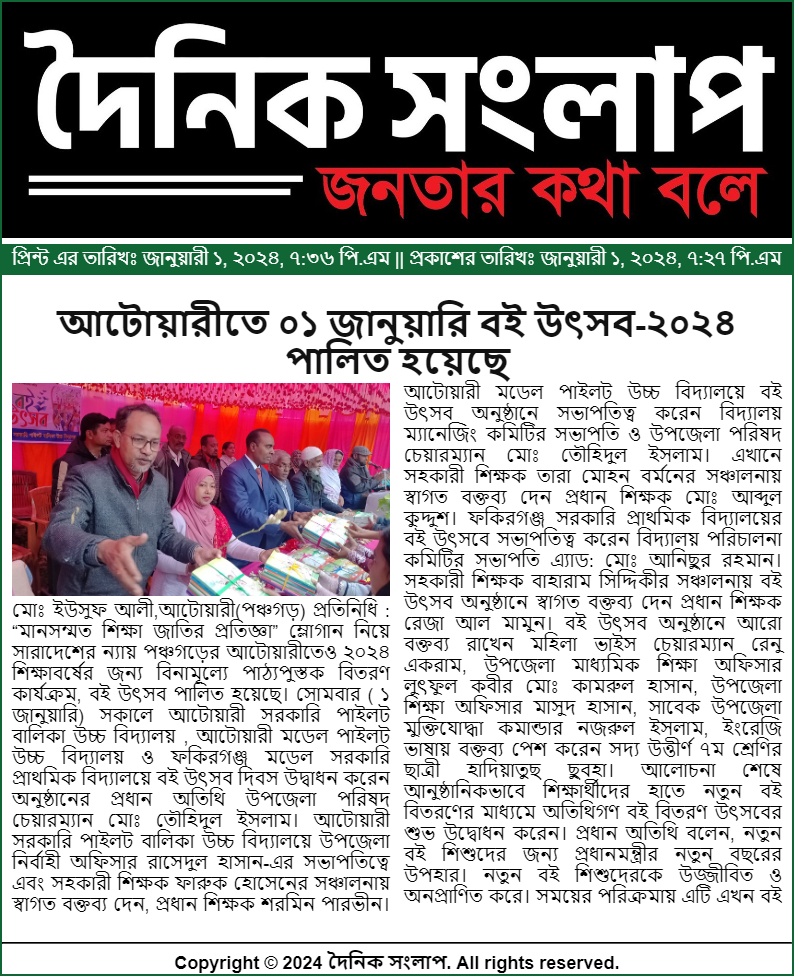 দৈনিক সংলাপ
জনতার কথা বলে
প্রিন্ট এর তারিখঃ জানুয়ারী ১, ২০২৪, ৭:৩৬ পি.এম || প্রকাশের তারিখঃ জানুয়ারী ১, ২০২৪, ৭:২৭ পি.এম
আটোয়ারীতে ০১ জানুয়ারি বই উৎসব-২০২৪
পালিত হয়েছে
বই
উৎসব
মোঃ ইউসুফ আলী,আটোয়ারী(পঞ্চগড়) প্রতিনিধি :
“মানসম্মত শিক্ষা জাতির প্রতিজ্ঞা” স্লোগান নিয়ে
সারাদেশের ন্যায় পঞ্চগড়ের আটোয়ারীতেও ২০২৪
শিক্ষাবর্ষের জন্য বিনামূল্যে পাঠ্যপুস্তক বিতরণ
কার্যক্রম, বই উৎসব পালিত হয়েছে। সোমবার ( ১
জানুয়ারি) সকালে আটোয়ারী সরকারি পাইলট
বালিকা উচ্চ বিদ্যালয় , আটোয়ারী মডেল পাইলট
উচ্চ বিদ্যালয় ও ফকিরগঞ্জ মডেল সরকারি
প্রাথমিক বিদ্যালয়ে বই উৎসব দিবস উদ্বাধন করেন
অনুষ্ঠানের প্রধান অতিথি উপজেলা পরিষদ
চেয়ারম্যান মোঃ তৌহিদুল ইসলাম। আটোয়ারী
সরকারি পাইলট বালিকা উচ্চ বিদ্যালয়ে উপজেলা
নির্বাহী অফিসার রাসেদুল হাসান-এর সভাপতিত্বে
এবং সহকারী শিক্ষক ফারুক হোসেনের সঞ্চালনায়
স্বাগত বক্তব্য দেন, প্রধান শিক্ষক শরমিন পারভীন।
আটোয়ারী মডেল পাইলট উচ্চ বিদ্যালয়ে বই
উৎসব অনুষ্ঠানে সভাপতিত্ব করেন বিদ্যালয়
ম্যানেজিং কমিটির সভাপতি ও উপজেলা পরিষদ
চেয়ারম্যান মোঃ তৌহিদুল ইসলাম। এখানে
সহকারী শিক্ষক তারা মোহন বর্মনের সঞ্চালনায়
স্বাগত বক্তব্য দেন প্রধান শিক্ষক মোঃ আব্দুল
কুদ্দুশ। ফকিরগঞ্জ সরকারি প্রাথমিক বিদ্যালয়ের
বই উৎসবে সভাপতিত্ব করেন বিদ্যালয় পরিচালনা
কমিটির সভাপতি এ্যাড: মোঃ আনিছুর রহমান।
সহকারী শিক্ষক বাহারাম সিদ্দিকীর সঞ্চালনায় বই
উৎসব অনুষ্ঠানে স্বাগত বক্তব্য দেন প্রধান শিক্ষক
রেজা আল মামুন। বই উৎসব অনুষ্ঠানে আরো
বক্তব্য রাখেন মহিলা ভাইস চেয়ারম্যান রেনু
একরাম, উপজেলা মাধ্যমিক শিক্ষা অফিসার
লুৎফুল কবীর মোঃ কামরুল হাসান, উপজেলা
শিক্ষা অফিসার মাসুদ হাসান, সাবেক উপজেলা
মুক্তিযোদ্ধা কমান্ডার নজরুল ইসলাম, ইংরেজি
ভাষায় বক্তব্য পেশ করেন সদ্য উত্তীর্ণ ৭ম শ্রেণির
ছাত্রী হাদিয়াতুছ ছুবহা। আলোচনা শেষে
আনুষ্ঠানিকভাবে শিক্ষার্থীদের হাতে নতুন বই
বিতরণের মাধ্যমে অতিথিগণ বই বিতরণ উৎসবের
শুভ উদ্বোধন করেন। প্রধান অতিথি বলেন, নতুন
বই শিশুদের জন্য প্রধানমন্ত্রীর নতুন বছরের
উপহার। নতুন বই শিশুদেরকে উজ্জীবিত ও
অনপ্রাণিত করে। সময়ের পরিক্রমায় এটি এখন বই
Copyright © 2024 দৈনিক সংলাপ. All rights reserved.